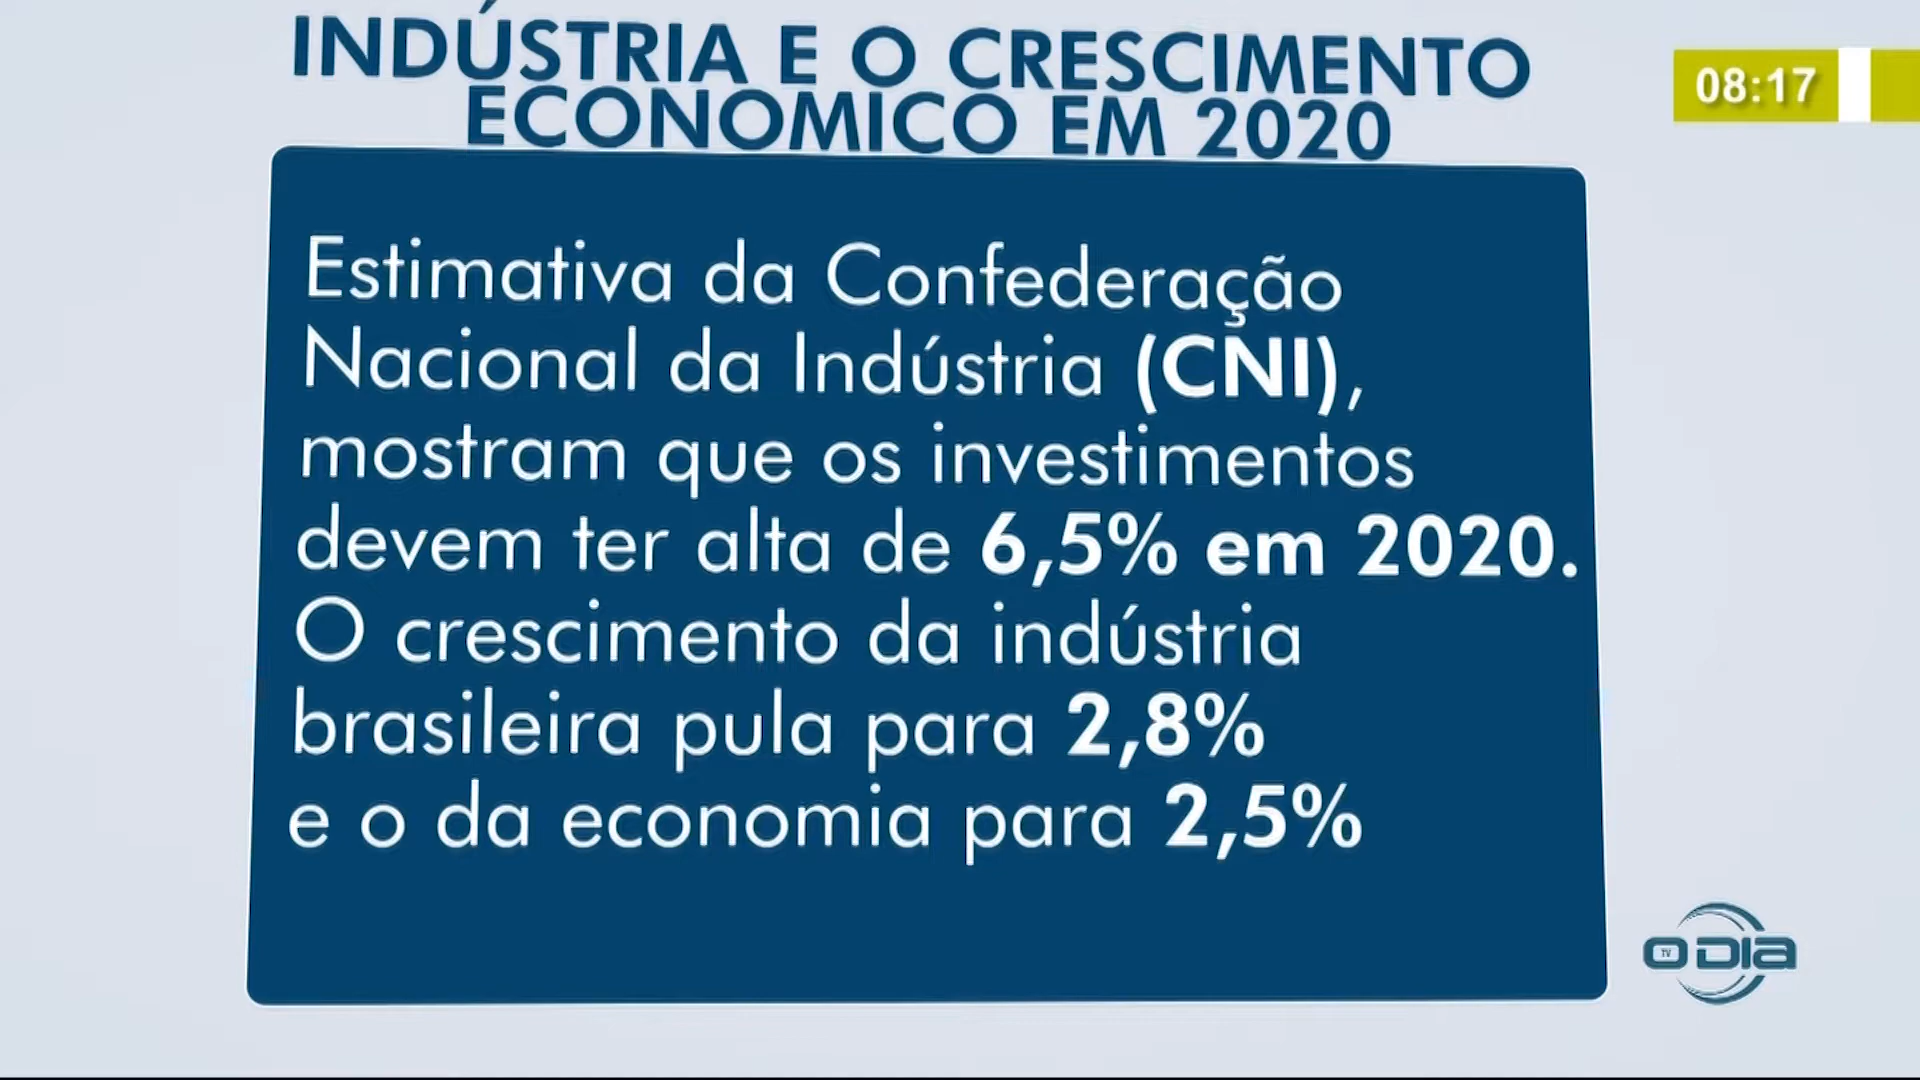 INDÚSTRIA E O CRESCIMENTO
ECONOMICO EM 2020
08:17
Estimativa da Confederação
Nacional da Indústria (CNI),
mostram que os investimentos
devem ter alta de 6,5% em 2020.
O crescimento da indústria
brasileira pula para 2,8%
e o da economia para 2,5%
O DIA
TV